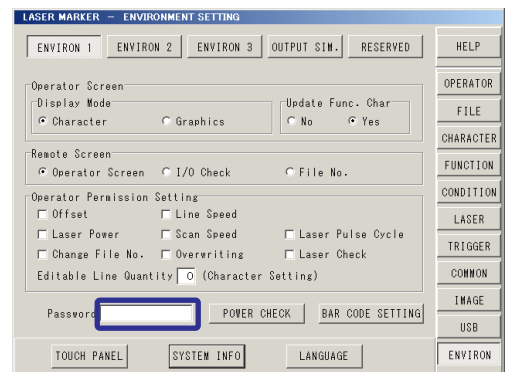 LASER MARKER － ENVIRONMENT SETTING
ENVIRON 1 ENVIRON 2 ENVIRON 3 OUTPUT SIM. RESERVED HELP
OPERATOR
Operator Screen
Display Mode Update Func. Char
FILE
Character Graphics No Yes
CHARACTER
Remote Screen
FUNCTION
Operator Screen I/O Check File No.
CONDITION
Operator Permission Setting
Offset Line Speed
LASER
Laser Power Scan Speed Laser Pulse Cycle
TRIGGER
Change File No. Overwriting Laser Check
COMMON
Editable Line Quantity 0 (Character Setting)
IMAGE
Password POWER CHECK BAR CODE SETTING
USB
TOUCH PANEL SYSTEM INFO LANGUAGE ENVIRON